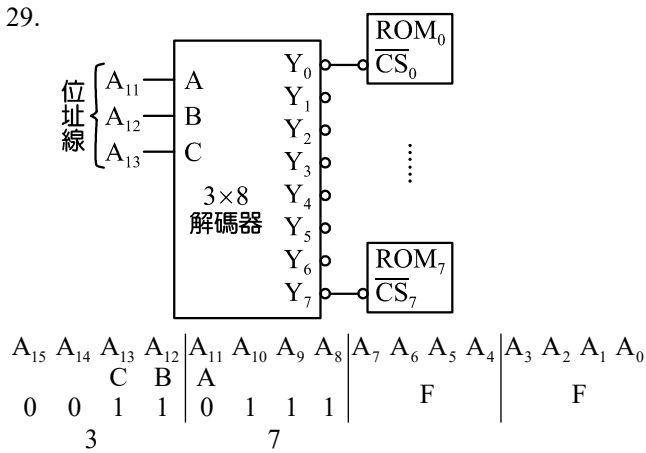 29.
ROM₀
C̅S̅₀
位址線
A₁₁ A Y₀
Y₁
A₁₂ B Y₂
A₁₃ C Y₃
3×8 Y₄
解碼器 Y₅
Y₆
Y₇
......
ROM₇
C̅S̅₇
A₁₅ A₁₄ A₁₃ A₁₂ A₁₁ A₁₀ A₉ A₈ A₇ A₆ A₅ A₄ A₃ A₂ A₁ A₀
C B A
0 0 1 1 0 1 1 1 F F
3 7